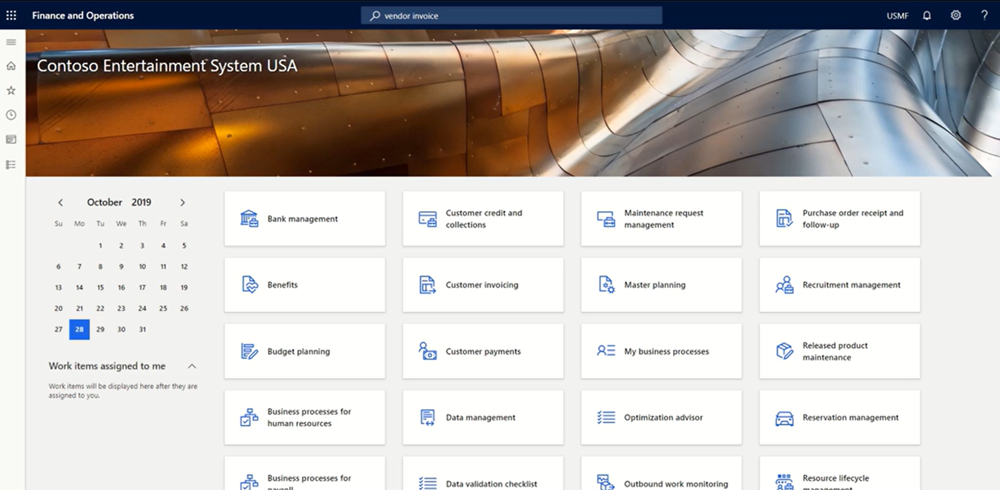 Finance and Operations
vendor invoice
USMF
?
Contoso Entertainment System USA
October 2019
Su Mo Tu We Th Fr Sa
1 2 3 4 5
6 7 8 9 10 11 12
13 14 15 16 17 18 19
20 21 22 23 24 25 26
27 28 29 30 31
Work items assigned to me
Work items will be displayed here after they are
assigned to you.
Bank management
Customer credit and
collections
Maintenance request
management
Purchase order receipt and
follow-up
Benefits
Customer invoicing
Master planning
Recruitment management
Budget planning
Customer payments
My business processes
Released product
maintenance
Business processes for
human resources
Data management
Optimization advisor
Reservation management
Business processes for
payroll
Data validation checklist
Outbound work monitoring
Resource lifecycle
management